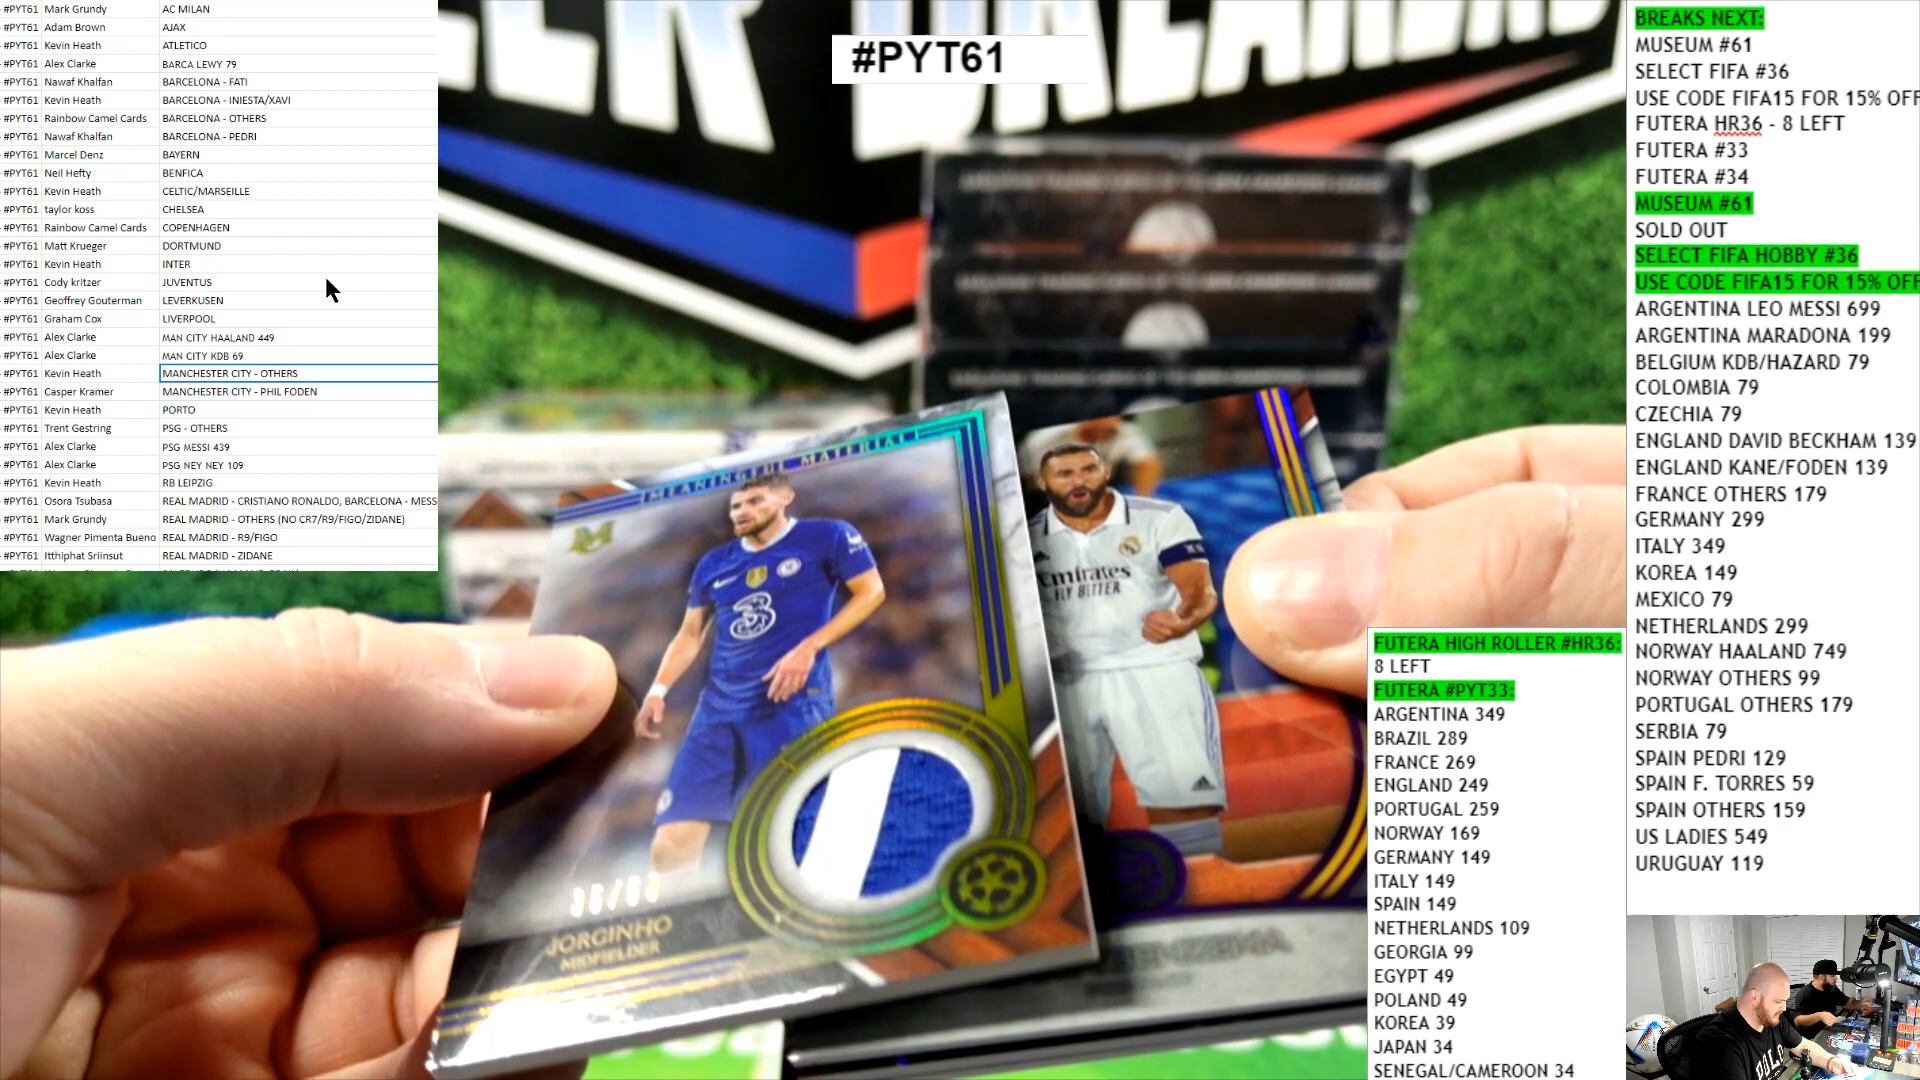 #PYT61 Mark Grundy AC MILAN
#PYT61 Adam Brown AJAX
#PYT61 Kevin Heath ATLETICO
#PYT61 Alex Clarke BARCA LEWY 79
#PYT61 Nawaf Khalfan BARCELONA - FATI
#PYT61 Kevin Heath BARCELONA - INIESTA/XAVI
#PYT61 Rainbow Camel Cards BARCELONA - OTHERS
#PYT61 Nawaf Khalfan BARCELONA - PEDRI
#PYT61 Marcel Denz BAYERN
#PYT61 Neil Hefty BENFICA
#PYT61 Kevin Heath CELTIC/MARSEILLE
#PYT61 taylor koss CHELSEA
#PYT61 Rainbow Camel Cards COPENHAGEN
#PYT61 Matt Krueger DORTMUND
#PYT61 Kevin Heath INTER
#PYT61 Cody kritzer JUVENTUS
#PYT61 Geoffrey Gouterman LEVERKUSEN
#PYT61 Graham Cox LIVERPOOL
#PYT61 Alex Clarke MAN CITY HAALAND 449
#PYT61 Alex Clarke MAN CITY KDB 69
#PYT61 Kevin Heath MANCHESTER CITY - OTHERS
#PYT61 Casper Kramer MANCHESTER CITY - PHIL FODEN
#PYT61 Kevin Heath PORTO
#PYT61 Trent Gestring PSG - OTHERS
#PYT61 Alex Clarke PSG MESSI 439
#PYT61 Alex Clarke PSG NEY NEY 109
#PYT61 Kevin Heath RB LEIPZIG
#PYT61 Osora Tsubasa REAL MADRID - CRISTIANO RONALDO, BARCELONA - MESS
#PYT61 Mark Grundy REAL MADRID - OTHERS (NO CR7/R9/FIGO/ZIDANE)
#PYT61 Wagner Pimenta Bueno REAL MADRID - R9/FIGO
#PYT61 Itthiphat Sriinsut REAL MADRID - ZIDANE
#PYT61
MEANINGFUL MATERIAL
3
JORGINHO
MIDFIELDER
Emirates
FLY BETTER
BREAKS NEXT:
MUSEUM #61
SELECT FIFA #36
USE CODE FIFA15 FOR 15% OFF
FUTERA HR36 - 8 LEFT
FUTERA #33
FUTERA #34
MUSEUM #61
SOLD OUT
SELECT FIFA HOBBY #36
USE CODE FIFA15 FOR 15% OFF
ARGENTINA LEO MESSI 699
ARGENTINA MARADONA 199
BELGIUM KDB/HAZARD 79
COLOMBIA 79
CZECHIA 79
ENGLAND DAVID BECKHAM 139
ENGLAND KANE/FODEN 139
FRANCE OTHERS 179
GERMANY 299
ITALY 349
KOREA 149
MEXICO 79
NETHERLANDS 299
NORWAY HAALAND 749
NORWAY OTHERS 99
PORTUGAL OTHERS 179
SERBIA 79
SPAIN PEDRI 129
SPAIN F. TORRES 59
SPAIN OTHERS 159
US LADIES 549
URUGUAY 119
FUTERA HIGH ROLLER #HR36:
8 LEFT
FUTERA #PYT33:
ARGENTINA 349
BRAZIL 289
FRANCE 269
ENGLAND 249
PORTUGAL 259
NORWAY 169
GERMANY 149
ITALY 149
SPAIN 149
NETHERLANDS 109
GEORGIA 99
EGYPT 49
POLAND 49
KOREA 39
JAPAN 34
SENEGAL/CAMEROON 34